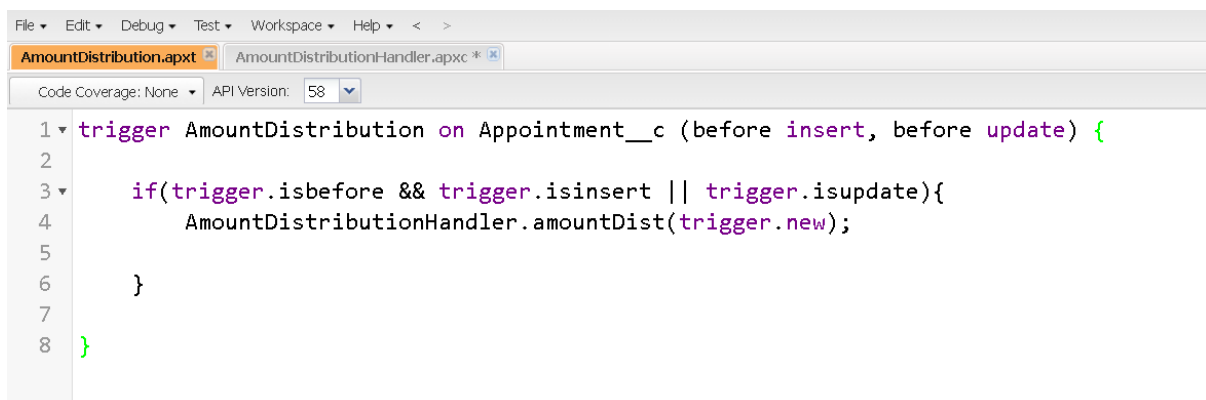 File Edit Debug Test Workspace Help < >
AmountDistribution.apxt AmountDistributionHandler.apxc *
Code Coverage: None API Version: 58
1 trigger AmountDistribution on Appointment__c (before insert, before update) {
2
3 if(trigger.isbefore && trigger.isinsert || trigger.isupdate){
4 AmountDistributionHandler.amountDist(trigger.new);
5
6 }
7
8 }